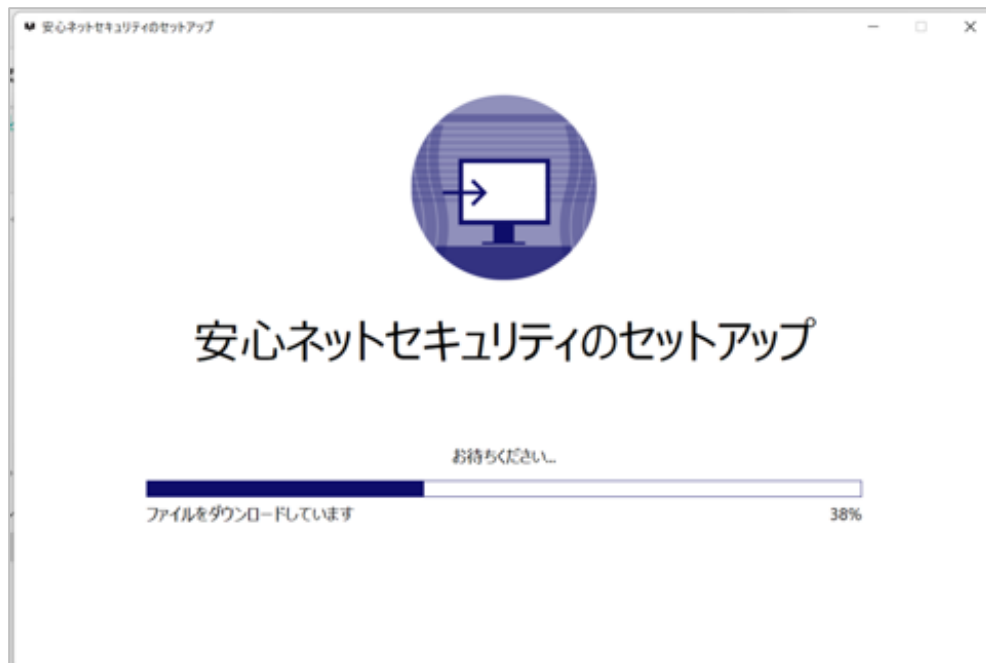 安心ネットセキュリティのセットアップ
安心ネットセキュリティのセットアップ
お待ちください...
ファイルをダウンロードしています 38%